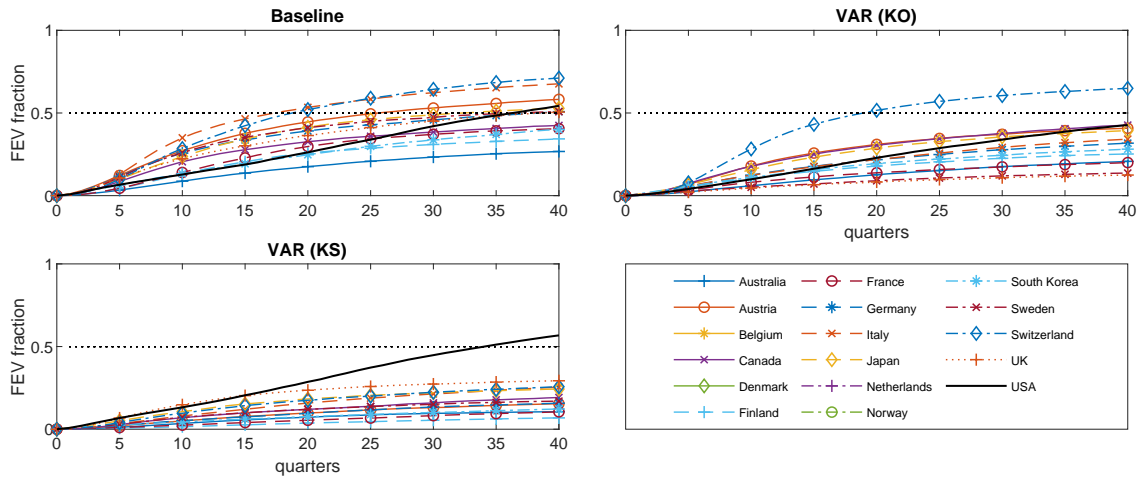 Baseline
VAR (KO)
FEV fraction
1
0.5
0
0 5 10 15 20 25 30 35 40
FEV fraction
1
0.5
0
0 5 10 15 20 25 30 35 40
quarters
VAR (KS)
FEV fraction
1
0.5
0
0 5 10 15 20 25 30 35 40
quarters
Australia France South Korea
Austria Germany Sweden
Belgium Italy Switzerland
Canada Japan UK
Denmark Netherlands USA
Finland Norway